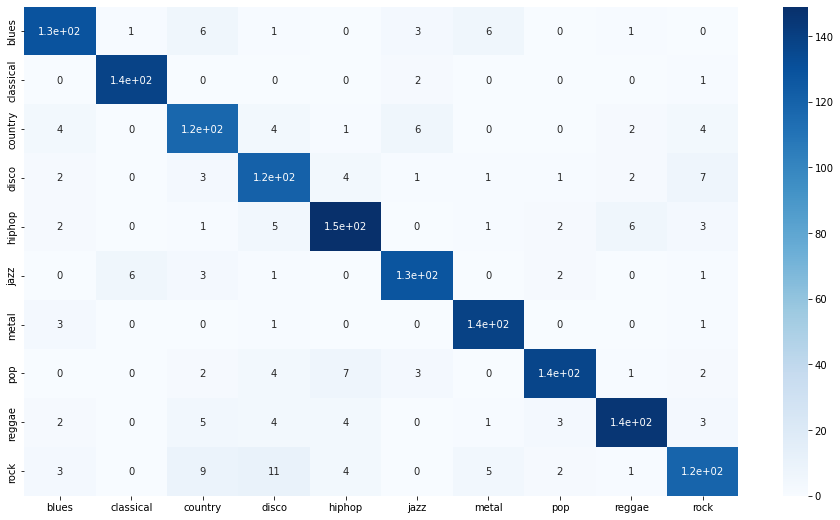 blues 1.3e+02 1 6 1 0 3 6 0 1 0
classical 0 1.4e+02 0 0 0 2 0 0 0 1
country 4 0 1.2e+02 4 1 6 0 0 2 4
disco 2 0 3 1.2e+02 4 1 1 1 2 7
hiphop 2 0 1 5 1.5e+02 0 1 2 6 3
jazz 0 6 3 1 0 1.3e+02 0 2 0 1
metal 3 0 0 1 0 0 1.4e+02 0 0 1
pop 0 0 2 4 7 3 0 1.4e+02 1 2
reggae 2 0 5 4 4 0 1 3 1.4e+02 3
rock 3 0 9 11 4 0 5 2 1 1.2e+02
blues classical country disco hiphop jazz metal pop reggae rock
140
120
100
80
60
40
20
0